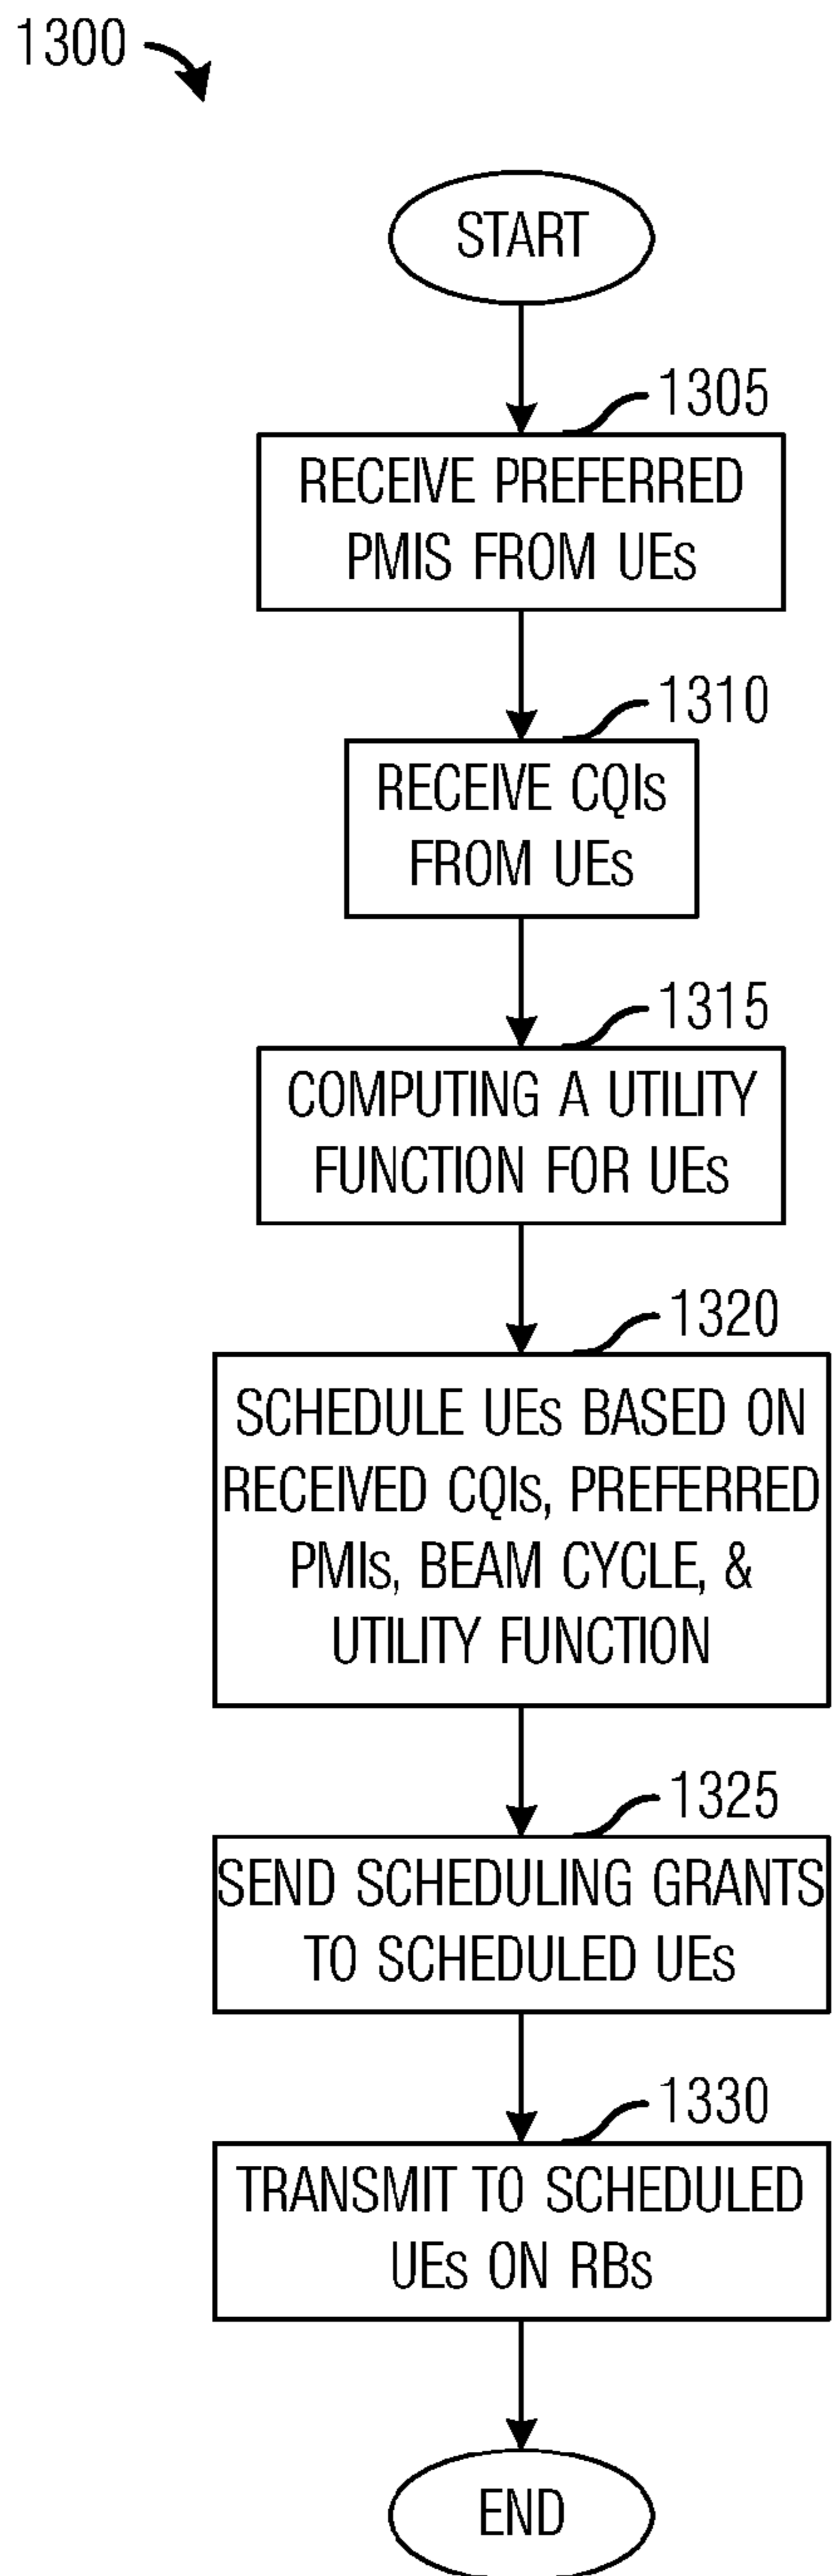 1300
START
1305
RECEIVE PREFERRED
PMIS FROM UEs
1310
RECEIVE CQIs
FROM UEs
1315
COMPUTING A UTILITY
FUNCTION FOR UEs
1320
SCHEDULE UEs BASED ON
RECEIVED CQIs, PREFERRED
PMIs, BEAM CYCLE, &
UTILITY FUNCTION
1325
SEND SCHEDULING GRANTS
TO SCHEDULED UEs
1330
TRANSMIT TO SCHEDULED
UEs ON RBs
END